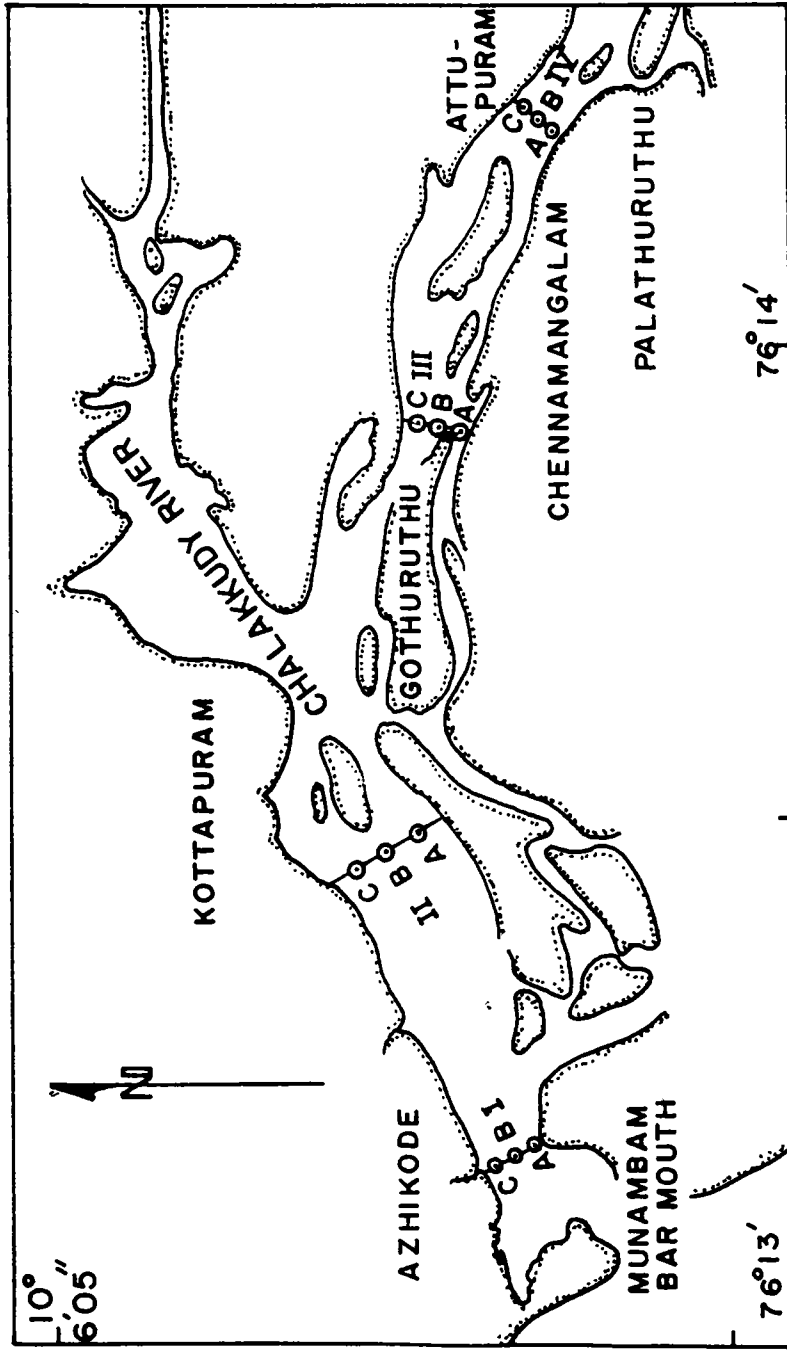 10°
6'05"
N
AZHIKODE
KOTTAPURAM
CHALAKKUDY RIVER
ATTU-
PURAM
C
B I
A
C
II B
A
GOTHURUTHU
C III
B
A
C
B IV
A
MUNAMBAM
BAR MOUTH
CHENNAMANGALAM
PALATHURUTHU
76°13'
76°14'